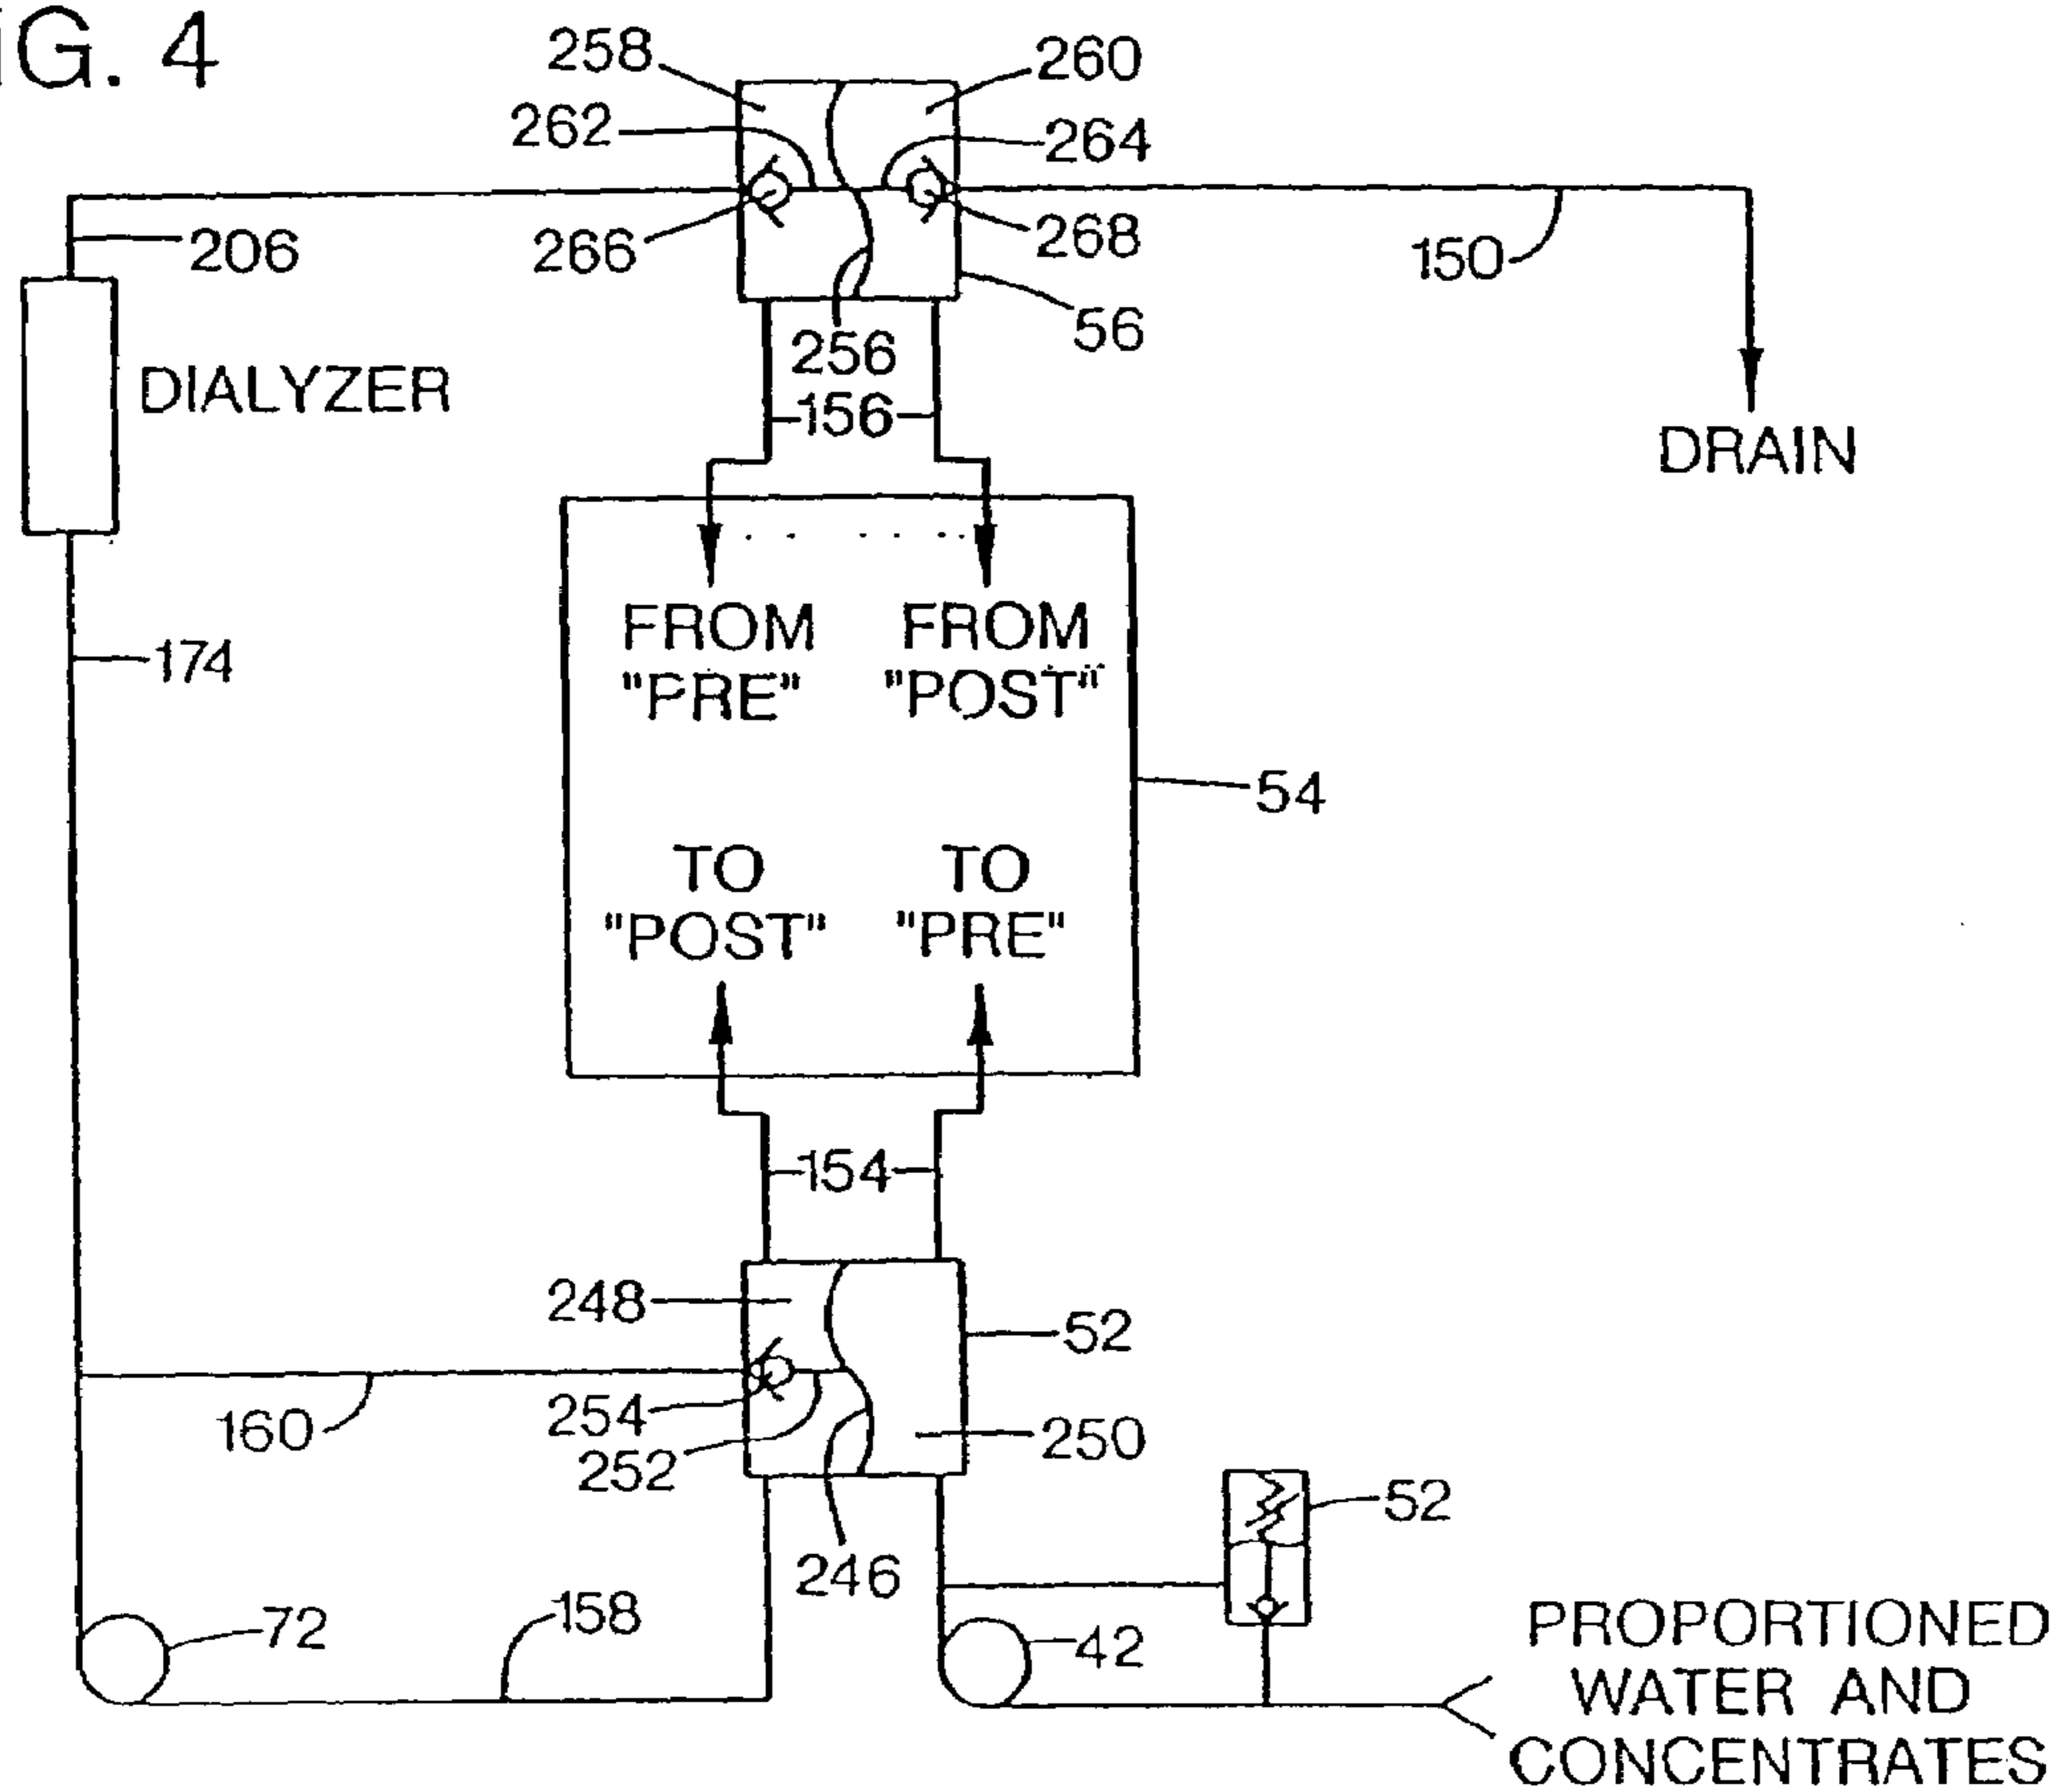 IG. 4
258
260
262
264
206
266
268
150
256
56
DIALYZER
156
DRAIN
FROM "PRE"
FROM "POST"
174
54
TO "POST"
TO "PRE"
154
248
52
160
254
252
250
246
52
72
158
42
PROPORTIONED
WATER AND
CONCENTRATES